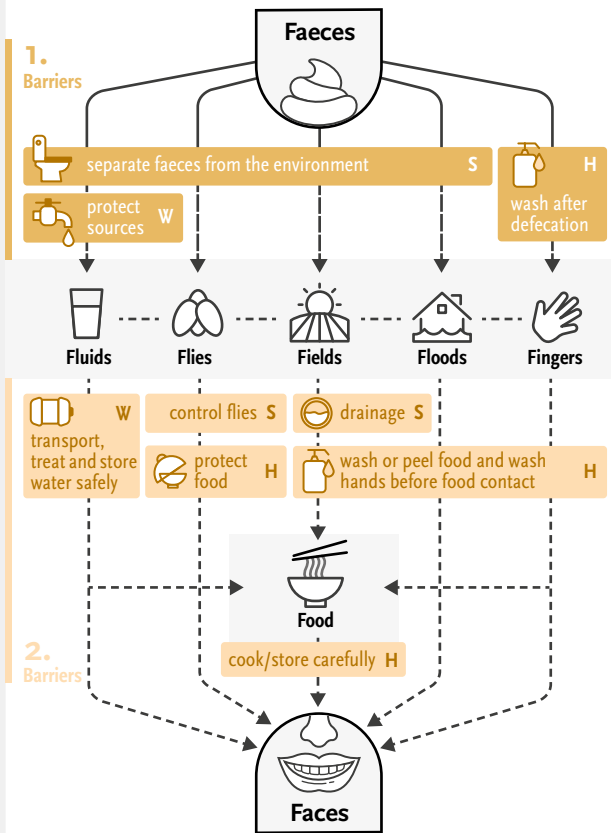 Faeces
1.
Barriers
separate faeces from the environment S
H
wash after
defecation
protect
sources W
Fluids
Flies
Fields
Floods
Fingers
W
transport,
treat and store
water safely
control flies S
drainage S
protect
food H
wash or peel food and wash
hands before food contact H
Food
2.
Barriers
cook/store carefully H
Faces